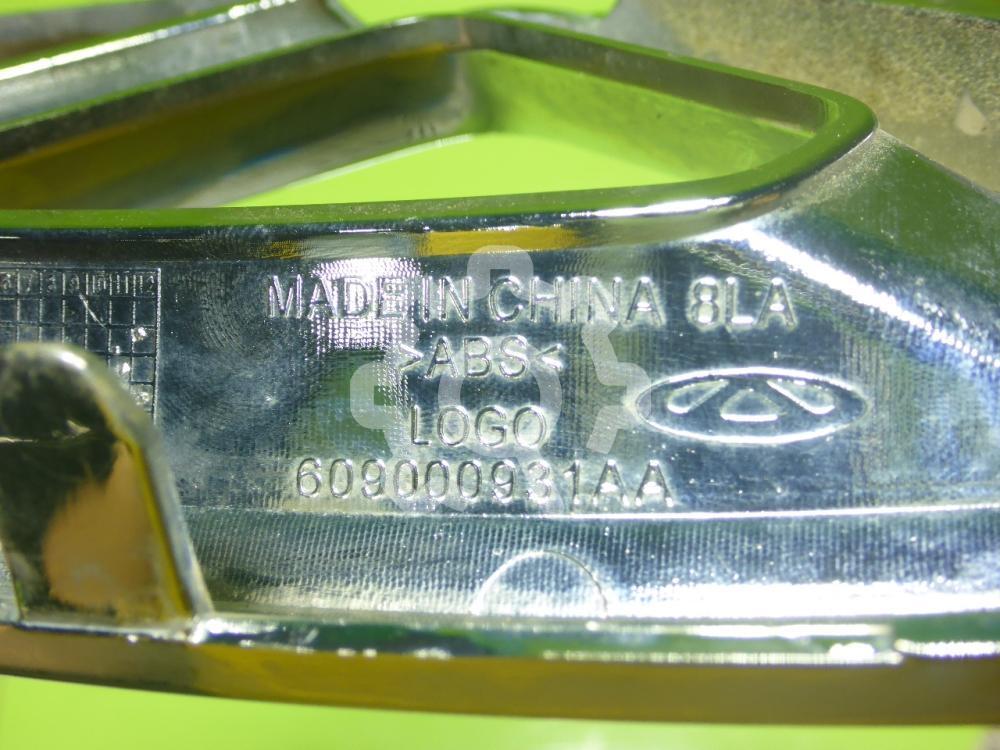 MADE IN CHINA 8LA
>ABS<
LOGO
609000931AA